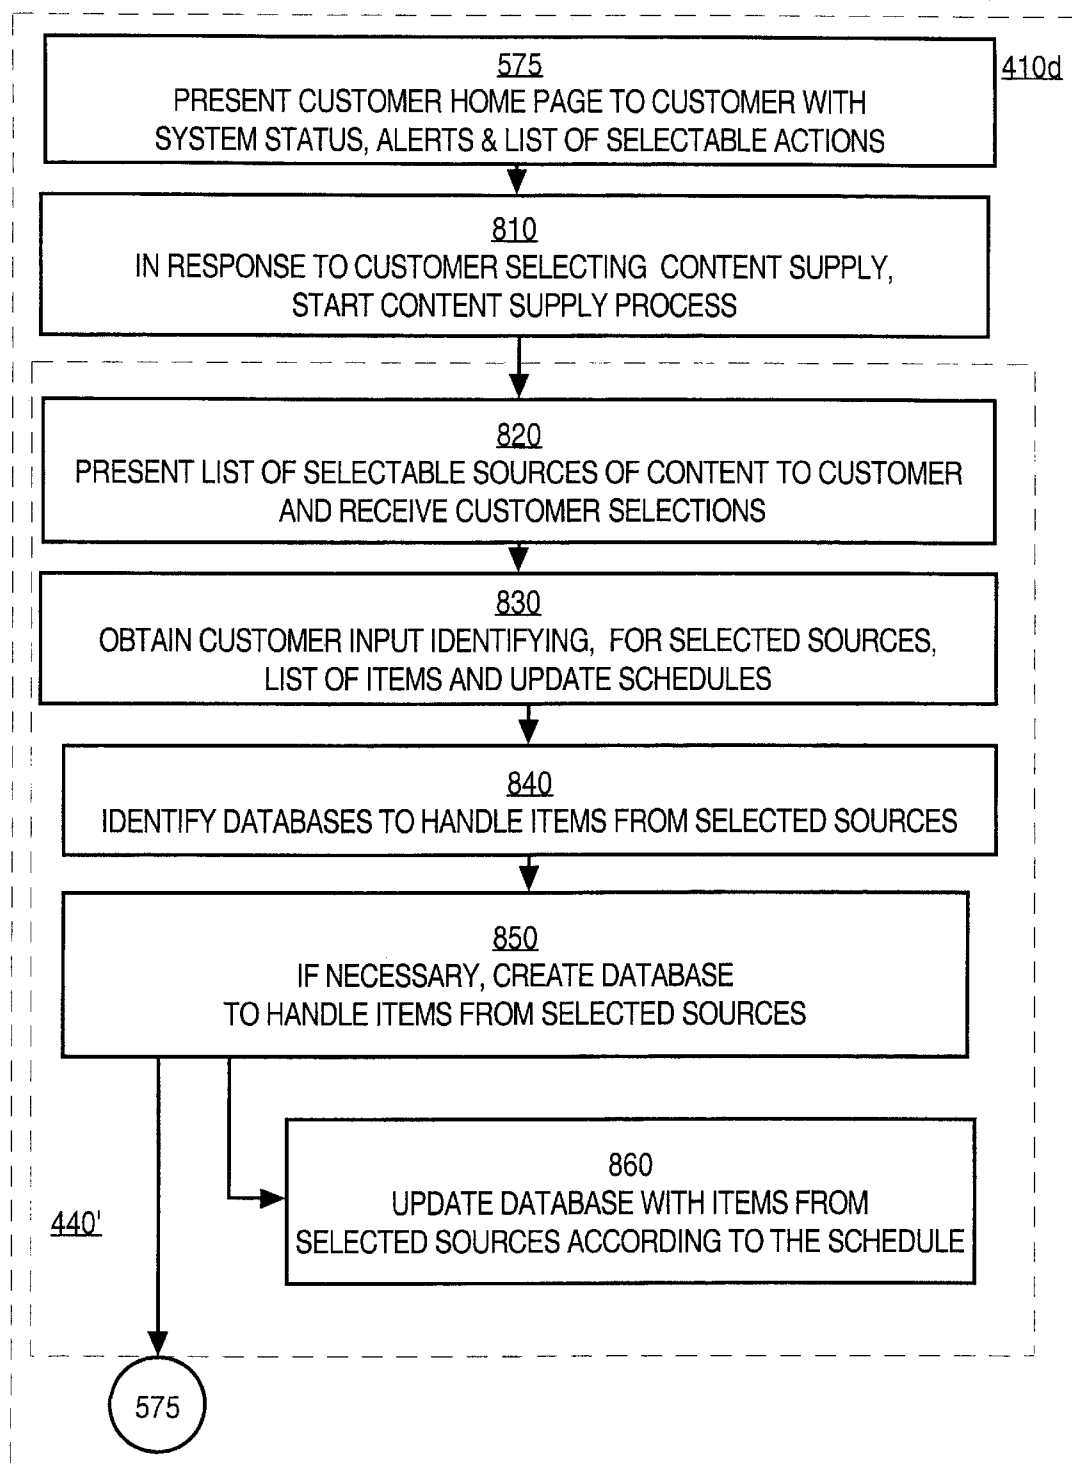 575
410d
PRESENT CUSTOMER HOME PAGE TO CUSTOMER WITH
SYSTEM STATUS, ALERTS & LIST OF SELECTABLE ACTIONS
810
IN RESPONSE TO CUSTOMER SELECTING CONTENT SUPPLY,
START CONTENT SUPPLY PROCESS
820
PRESENT LIST OF SELECTABLE SOURCES OF CONTENT TO CUSTOMER
AND RECEIVE CUSTOMER SELECTIONS
830
OBTAIN CUSTOMER INPUT IDENTIFYING, FOR SELECTED SOURCES,
LIST OF ITEMS AND UPDATE SCHEDULES
840
IDENTIFY DATABASES TO HANDLE ITEMS FROM SELECTED SOURCES
850
IF NECESSARY, CREATE DATABASE
TO HANDLE ITEMS FROM SELECTED SOURCES
860
UPDATE DATABASE WITH ITEMS FROM
SELECTED SOURCES ACCORDING TO THE SCHEDULE
440'
575